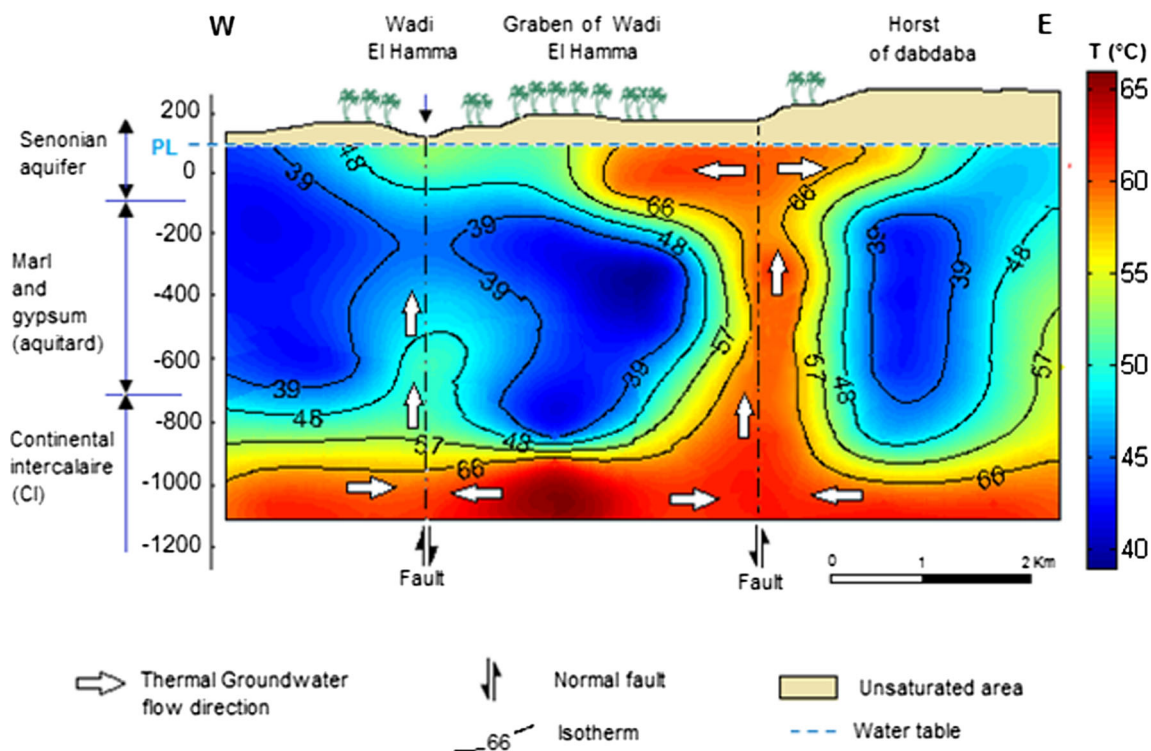 W
Wadi
El Hamma
Graben of Wadi
El Hamma
Horst
of dabdaba
E
T (°C)
Senonian
aquifer
PL
Marl
and
gypsum
(aquitard)
Continental
intercalaire
(CI)
200
0
-200
-400
-600
-800
-1000
-1200
39
48
39
39
39
39
48
48
57
66
48
57
66
66
57
48
39
39
48
57
66
65
60
55
50
45
40
Fault
Fault
0 1 2 Km
Thermal Groundwater
flow direction
Normal fault
66
Isotherm
Unsaturated area
Water table